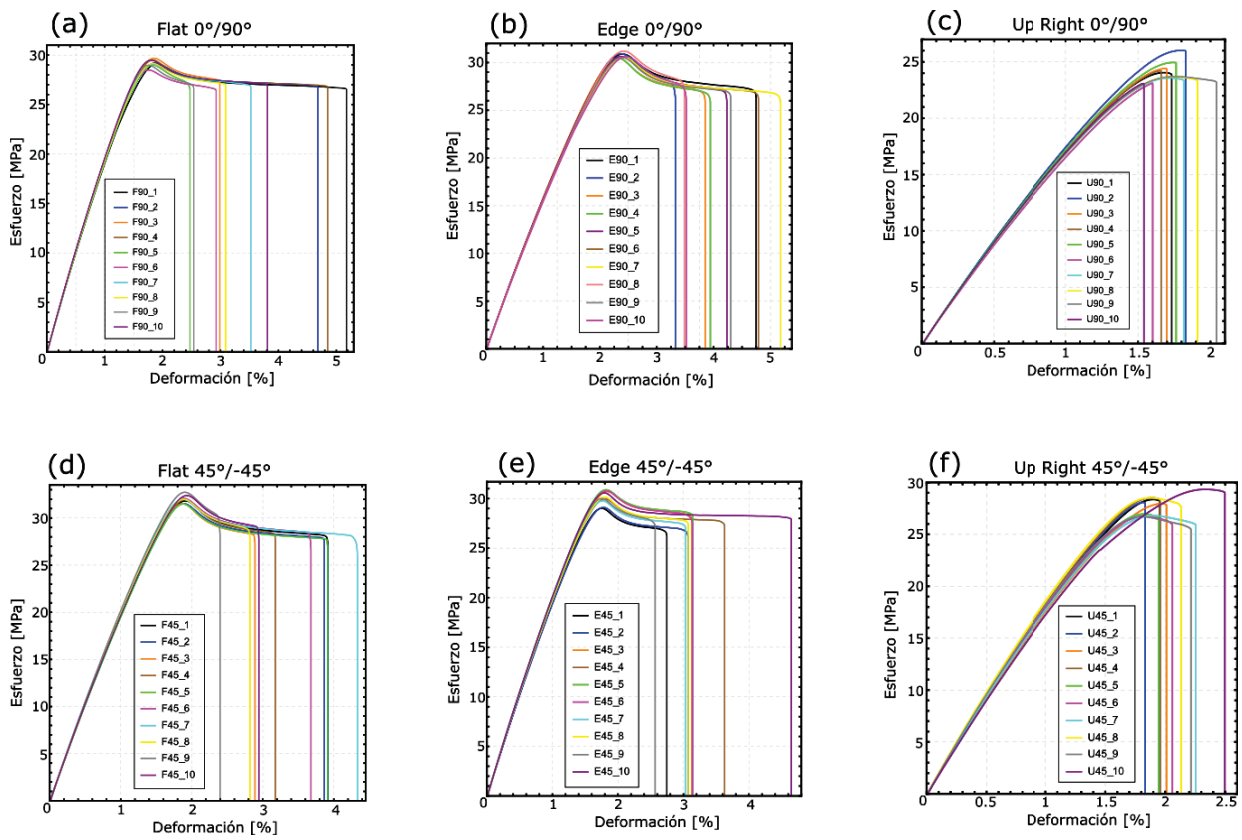 (a) Flat 0°/90°
Esfuerzo [MPa]
30
25
20
15
10
5
0 1 2 3 4 5
Deformación [%]
F90_1
F90_2
F90_3
F90_4
F90_5
F90_6
F90_7
F90_8
F90_9
F90_10
(b) Edge 0°/90°
Esfuerzo [MPa]
30
25
20
15
10
5
0 1 2 3 4 5
Deformación [%]
E90_1
E90_2
E90_3
E90_4
E90_5
E90_6
E90_7
E90_8
E90_9
E90_10
(c) Up Right 0°/90°
Esfuerzo [MPa]
25
20
15
10
5
0 0.5 1 1.5 2
Deformación [%]
U90_1
U90_2
U90_3
U90_4
U90_5
U90_6
U90_7
U90_8
U90_9
U90_10
(d) Flat 45°/-45°
Esfuerzo [MPa]
30
25
20
15
10
5
0 1 2 3 4
Deformación [%]
F45_1
F45_2
F45_3
F45_4
F45_5
F45_6
F45_7
F45_8
F45_9
F45_10
(e) Edge 45°/-45°
Esfuerzo [MPa]
30
25
20
15
10
5
0 1 2 3 4
Deformación [%]
E45_1
E45_2
E45_3
E45_4
E45_5
E45_6
E45_7
E45_8
E45_9
E45_10
(f) Up Right 45°/-45°
Esfuerzo [MPa]
30
25
20
15
10
5
0 0.5 1 1.5 2 2.5
Deformación [%]
U45_1
U45_2
U45_3
U45_4
U45_5
U45_6
U45_7
U45_8
U45_9
U45_10